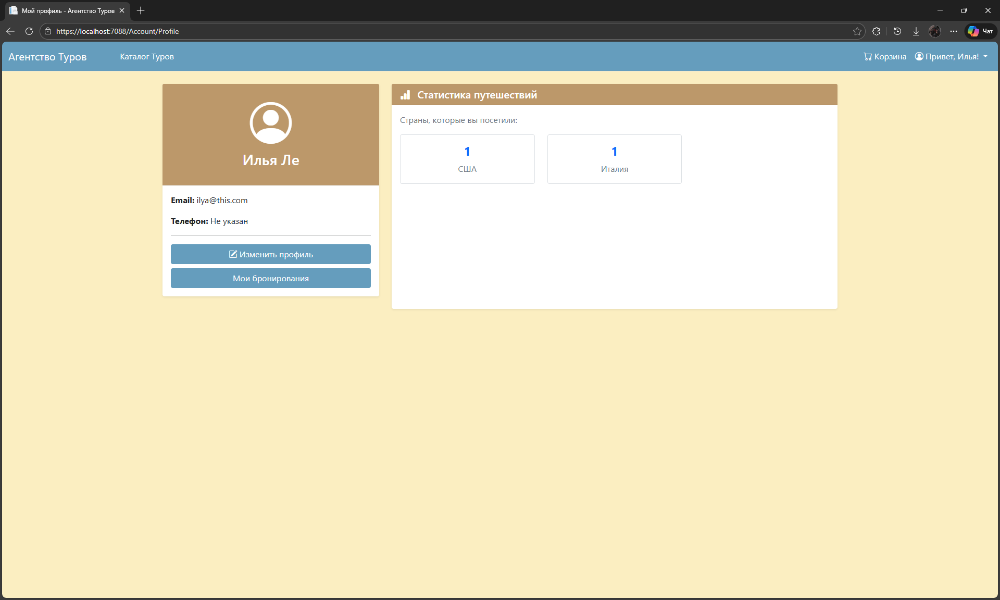 Мой профиль - Агентство Туров
https://localhost:7088/Account/Profile
Чат
Агентство Туров
Каталог Туров
Корзина
Привет, Илья!
Илья Ле
Email: ilya@this.com
Телефон: Не указан
Изменить профиль
Мои бронирования
Статистика путешествий
Страны, которые вы посетили:
1
США
1
Италия